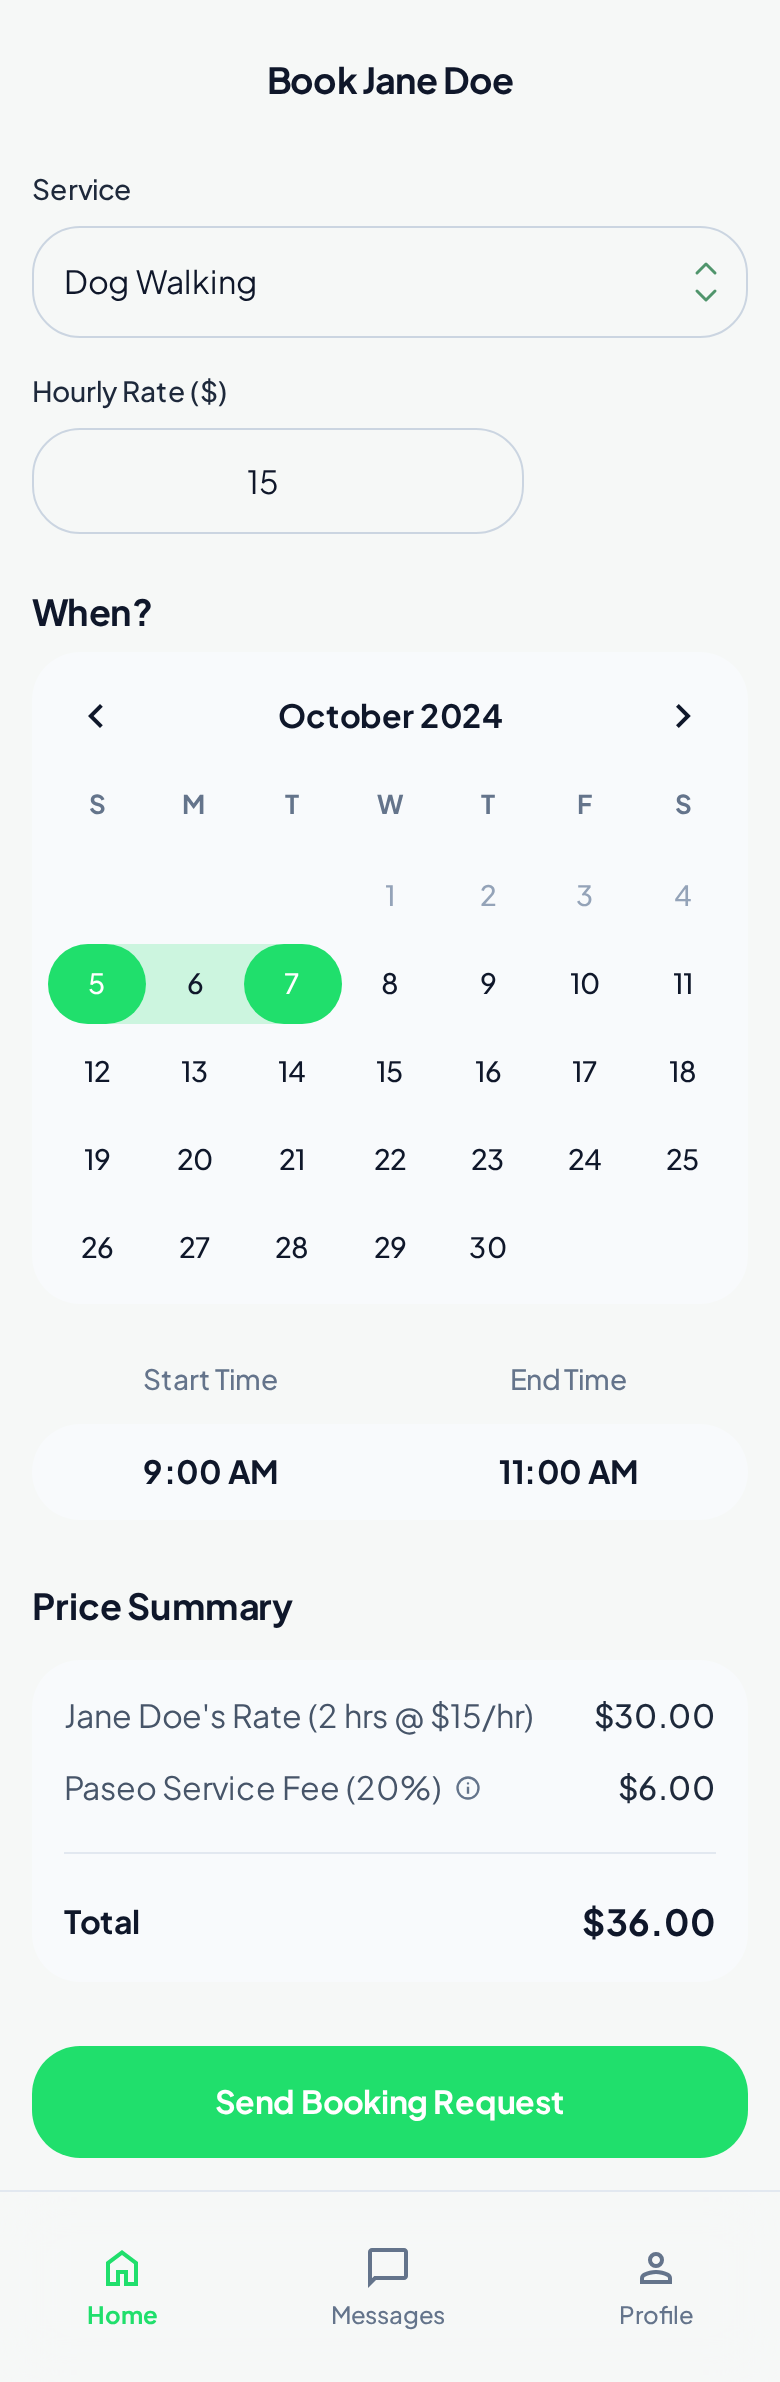 Book Jane Doe
Service
Dog Walking
Hourly Rate ($)
15
When?
October 2024
S M T W T F S
1 2 3 4
5 6 7 8 9 10 11
12 13 14 15 16 17 18
19 20 21 22 23 24 25
26 27 28 29 30
Start Time End Time
9:00 AM 11:00 AM
Price Summary
Jane Doe's Rate (2 hrs @ $15/hr) $30.00
Paseo Service Fee (20%) $6.00
Total $36.00
Send Booking Request
Home Messages Profile